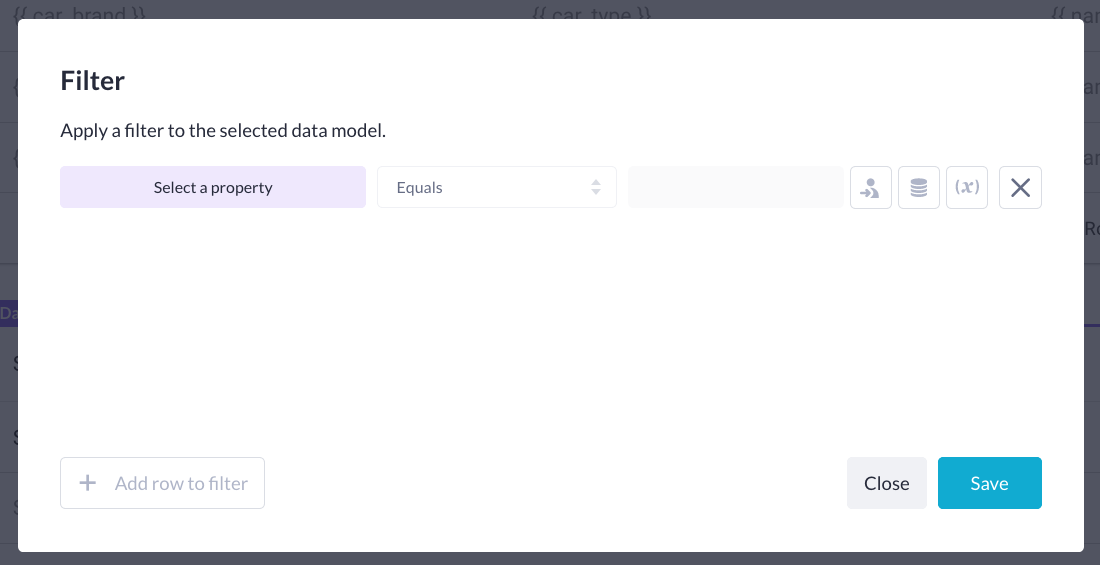 {{ car_brand }}
{{ car_type }}
Filter
Apply a filter to the selected data model.
Select a property
Equals
(x)
Add row to filter
Close
Save